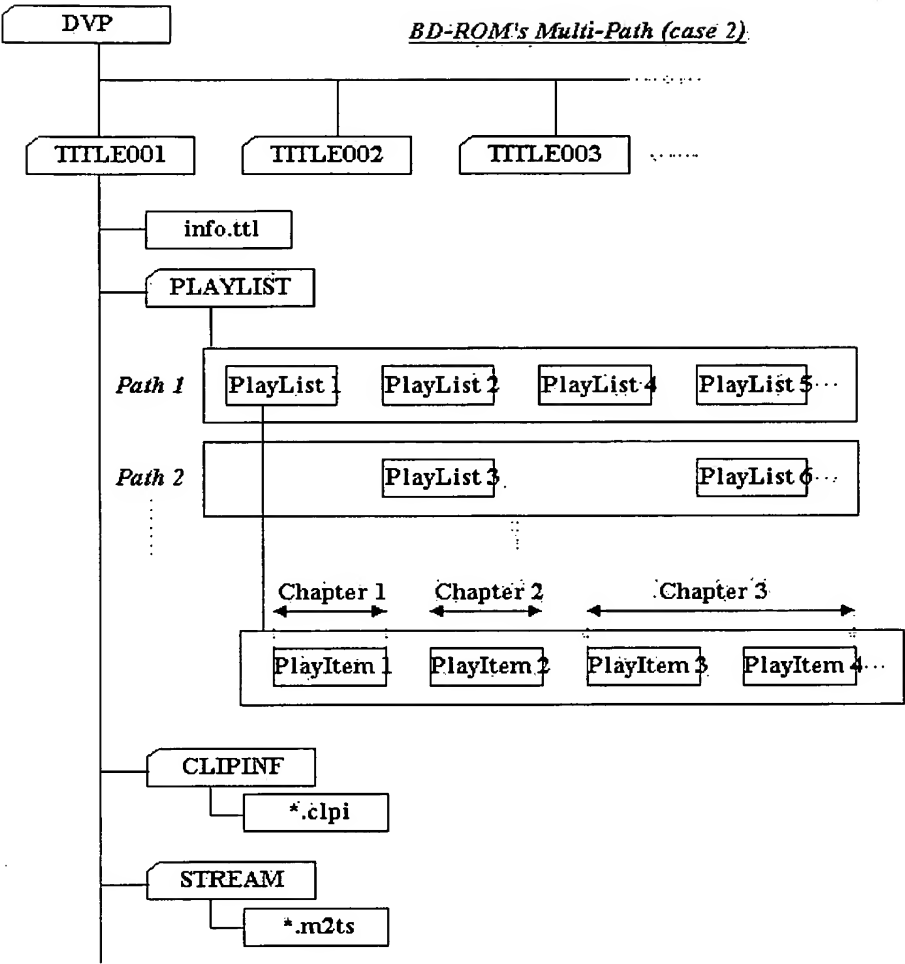 DVP
BD-ROM's Multi-Path (case 2)
TITLE001
TITLE002
TITLE003
info.ttl
PLAYLIST
Path 1
PlayList 1
PlayList 2
PlayList 4
PlayList 5
Path 2
PlayList 3
PlayList 6
Chapter 1
Chapter 2
Chapter 3
PlayItem 1
PlayItem 2
PlayItem 3
PlayItem 4
CLIPINF
*.clpi
STREAM
*.m2ts